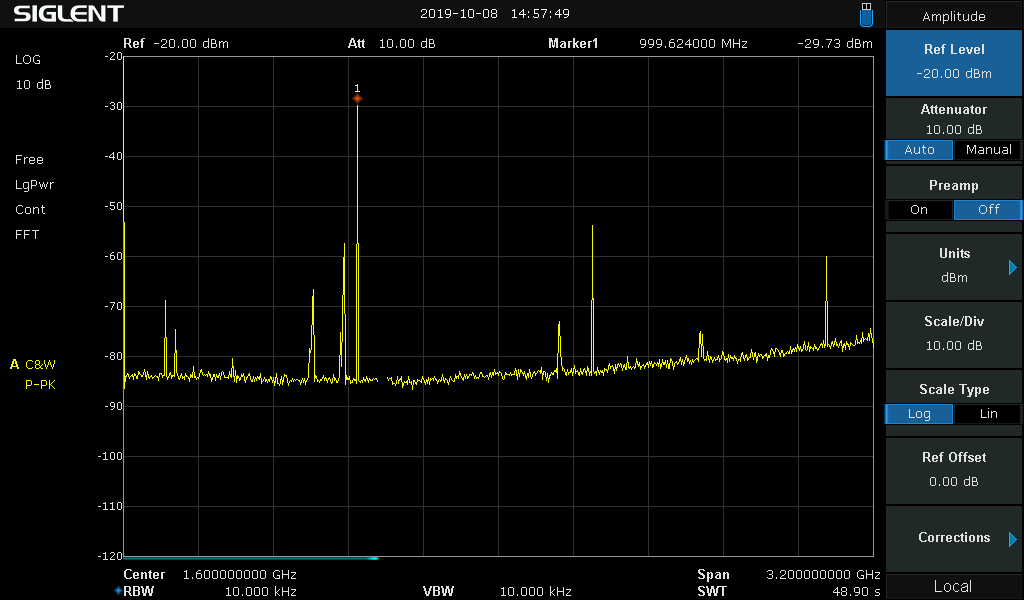 SIGLENT
2019-10-08 14:57:49
Ref -20.00 dBm Att 10.00 dB Marker1 999.624000 MHz -29.73 dBm
LOG
10 dB
Free
LgPwr
Cont
FFT
A C&W
P-PK
-20
-30
-40
-50
-60
-70
-80
-90
-100
-110
-120
1
Center 1.600000000 GHz Span 3.200000000 GHz
RBW 10.000 kHz VBW 10.000 kHz SWT 48.90 s
Amplitude
Ref Level
-20.00 dBm
Attenuator
10.00 dB
Auto Manual
Preamp
On Off
Units
dBm
Scale/Div
10.00 dB
Scale Type
Log Lin
Ref Offset
0.00 dB
Corrections
Local